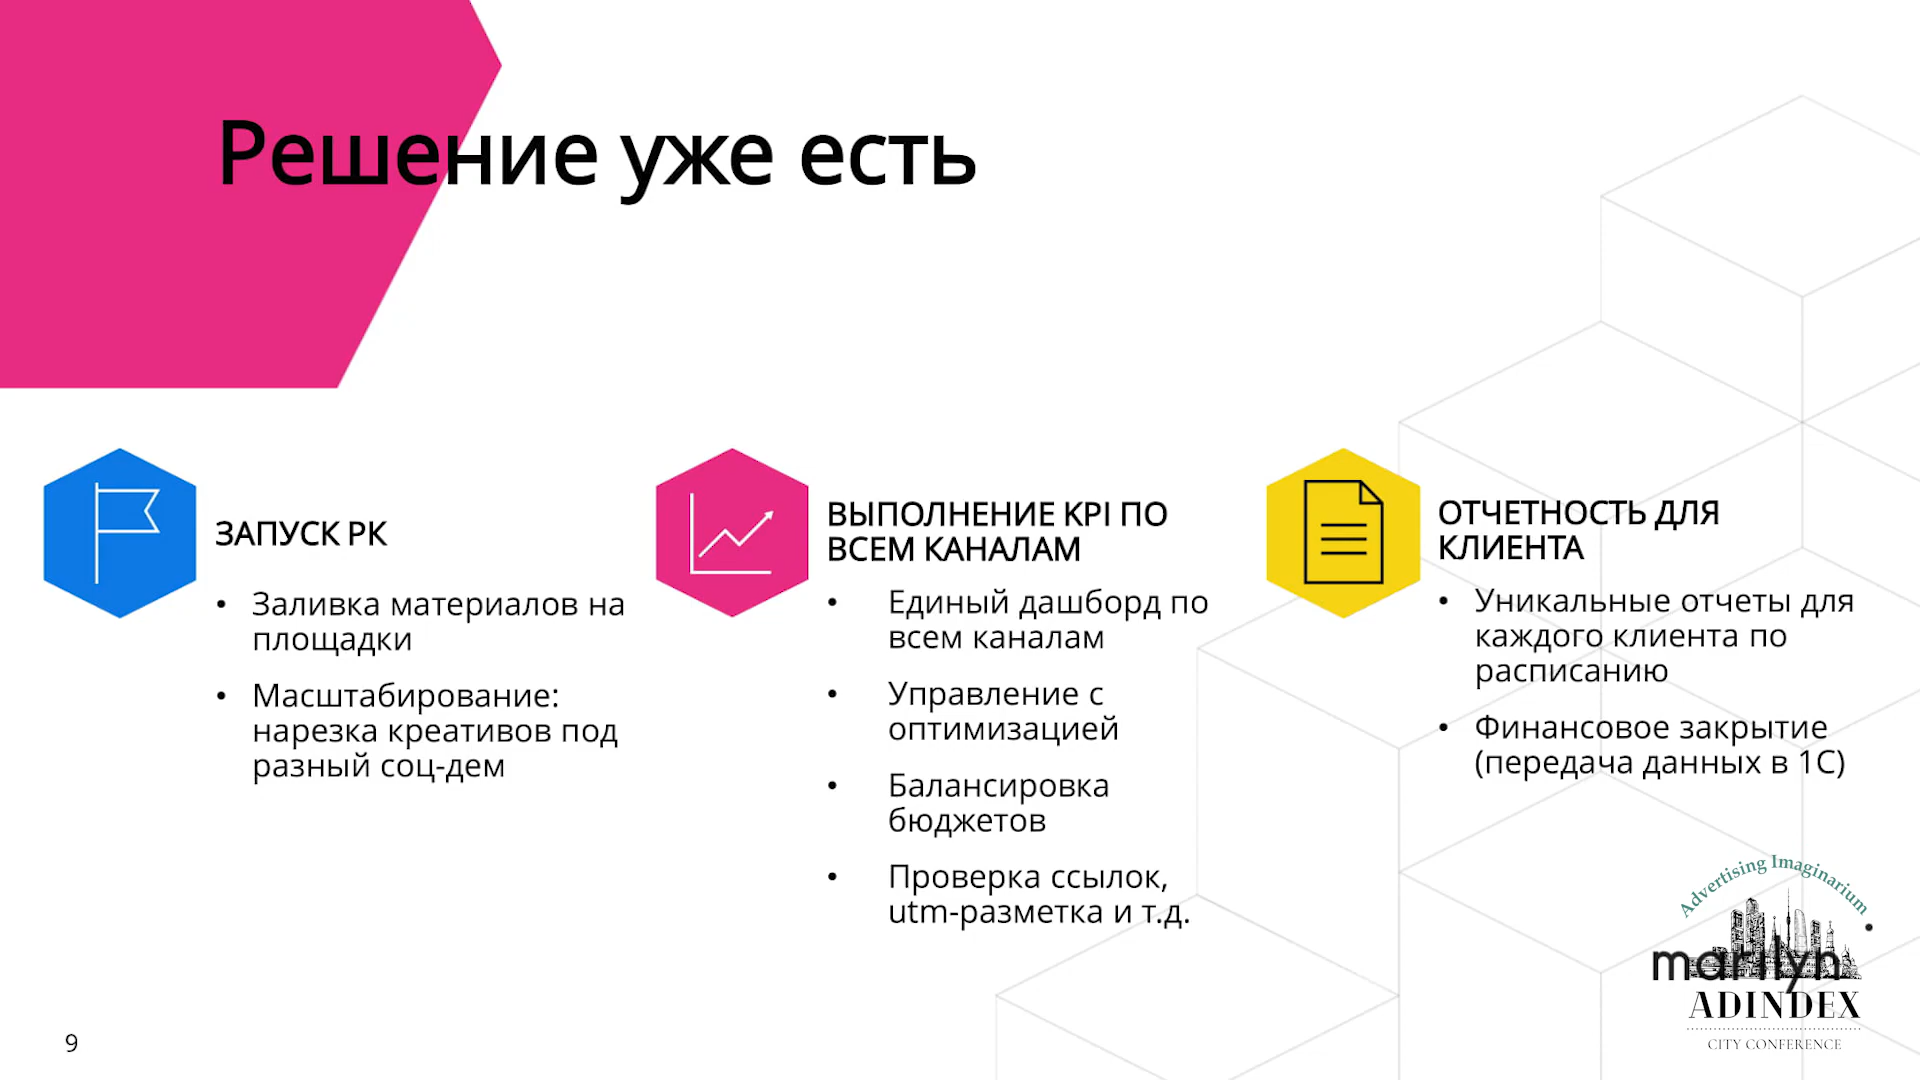 Решение уже есть
ЗАПУСК РК
• Заливка материалов на
площадки
• Масштабирование:
нарезка креативов под
разный соц-дем
ВЫПОЛНЕНИЕ KPI ПО
ВСЕМ КАНАЛАМ
• Единый дашборд по
всем каналам
• Управление с
оптимизацией
• Балансировка
бюджетов
• Проверка ссылок,
utm-разметка и т.д.
ОТЧЕТНОСТЬ ДЛЯ
КЛИЕНТА
• Уникальные отчеты для
каждого клиента по
расписанию
• Финансовое закрытие
(передача данных в 1С)
Advertising Imaginarium
marilyn
ADINDEX
CITY CONFERENCE
9